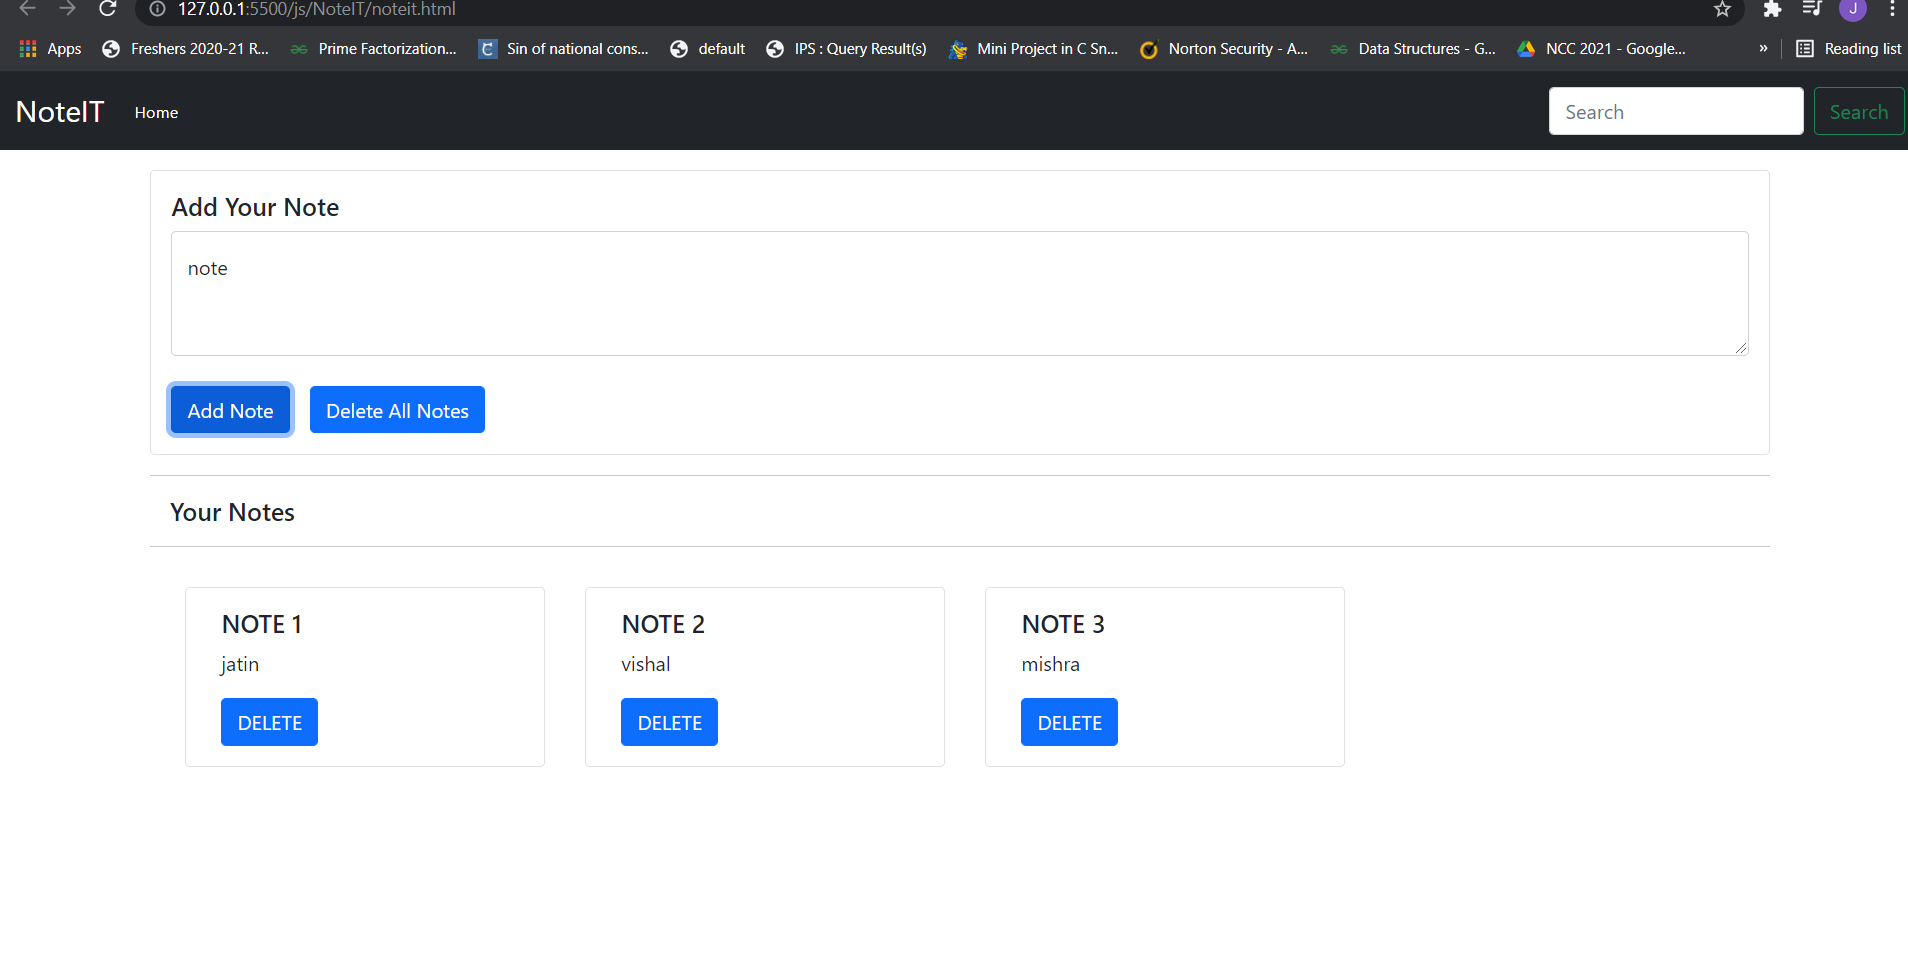 127.0.0.1:5500/js/NoteIT/noteit.html J
Apps Freshers 2020-21 R... Prime Factorization... Sin of national cons... default IPS : Query Result(s) Mini Project in C Sn... Norton Security - A... Data Structures - G... NCC 2021 - Google... » Reading list
NoteIT Home Search Search
Add Your Note
note
Add Note Delete All Notes
Your Notes
NOTE 1 NOTE 2 NOTE 3
jatin vishal mishra
DELETE DELETE DELETE